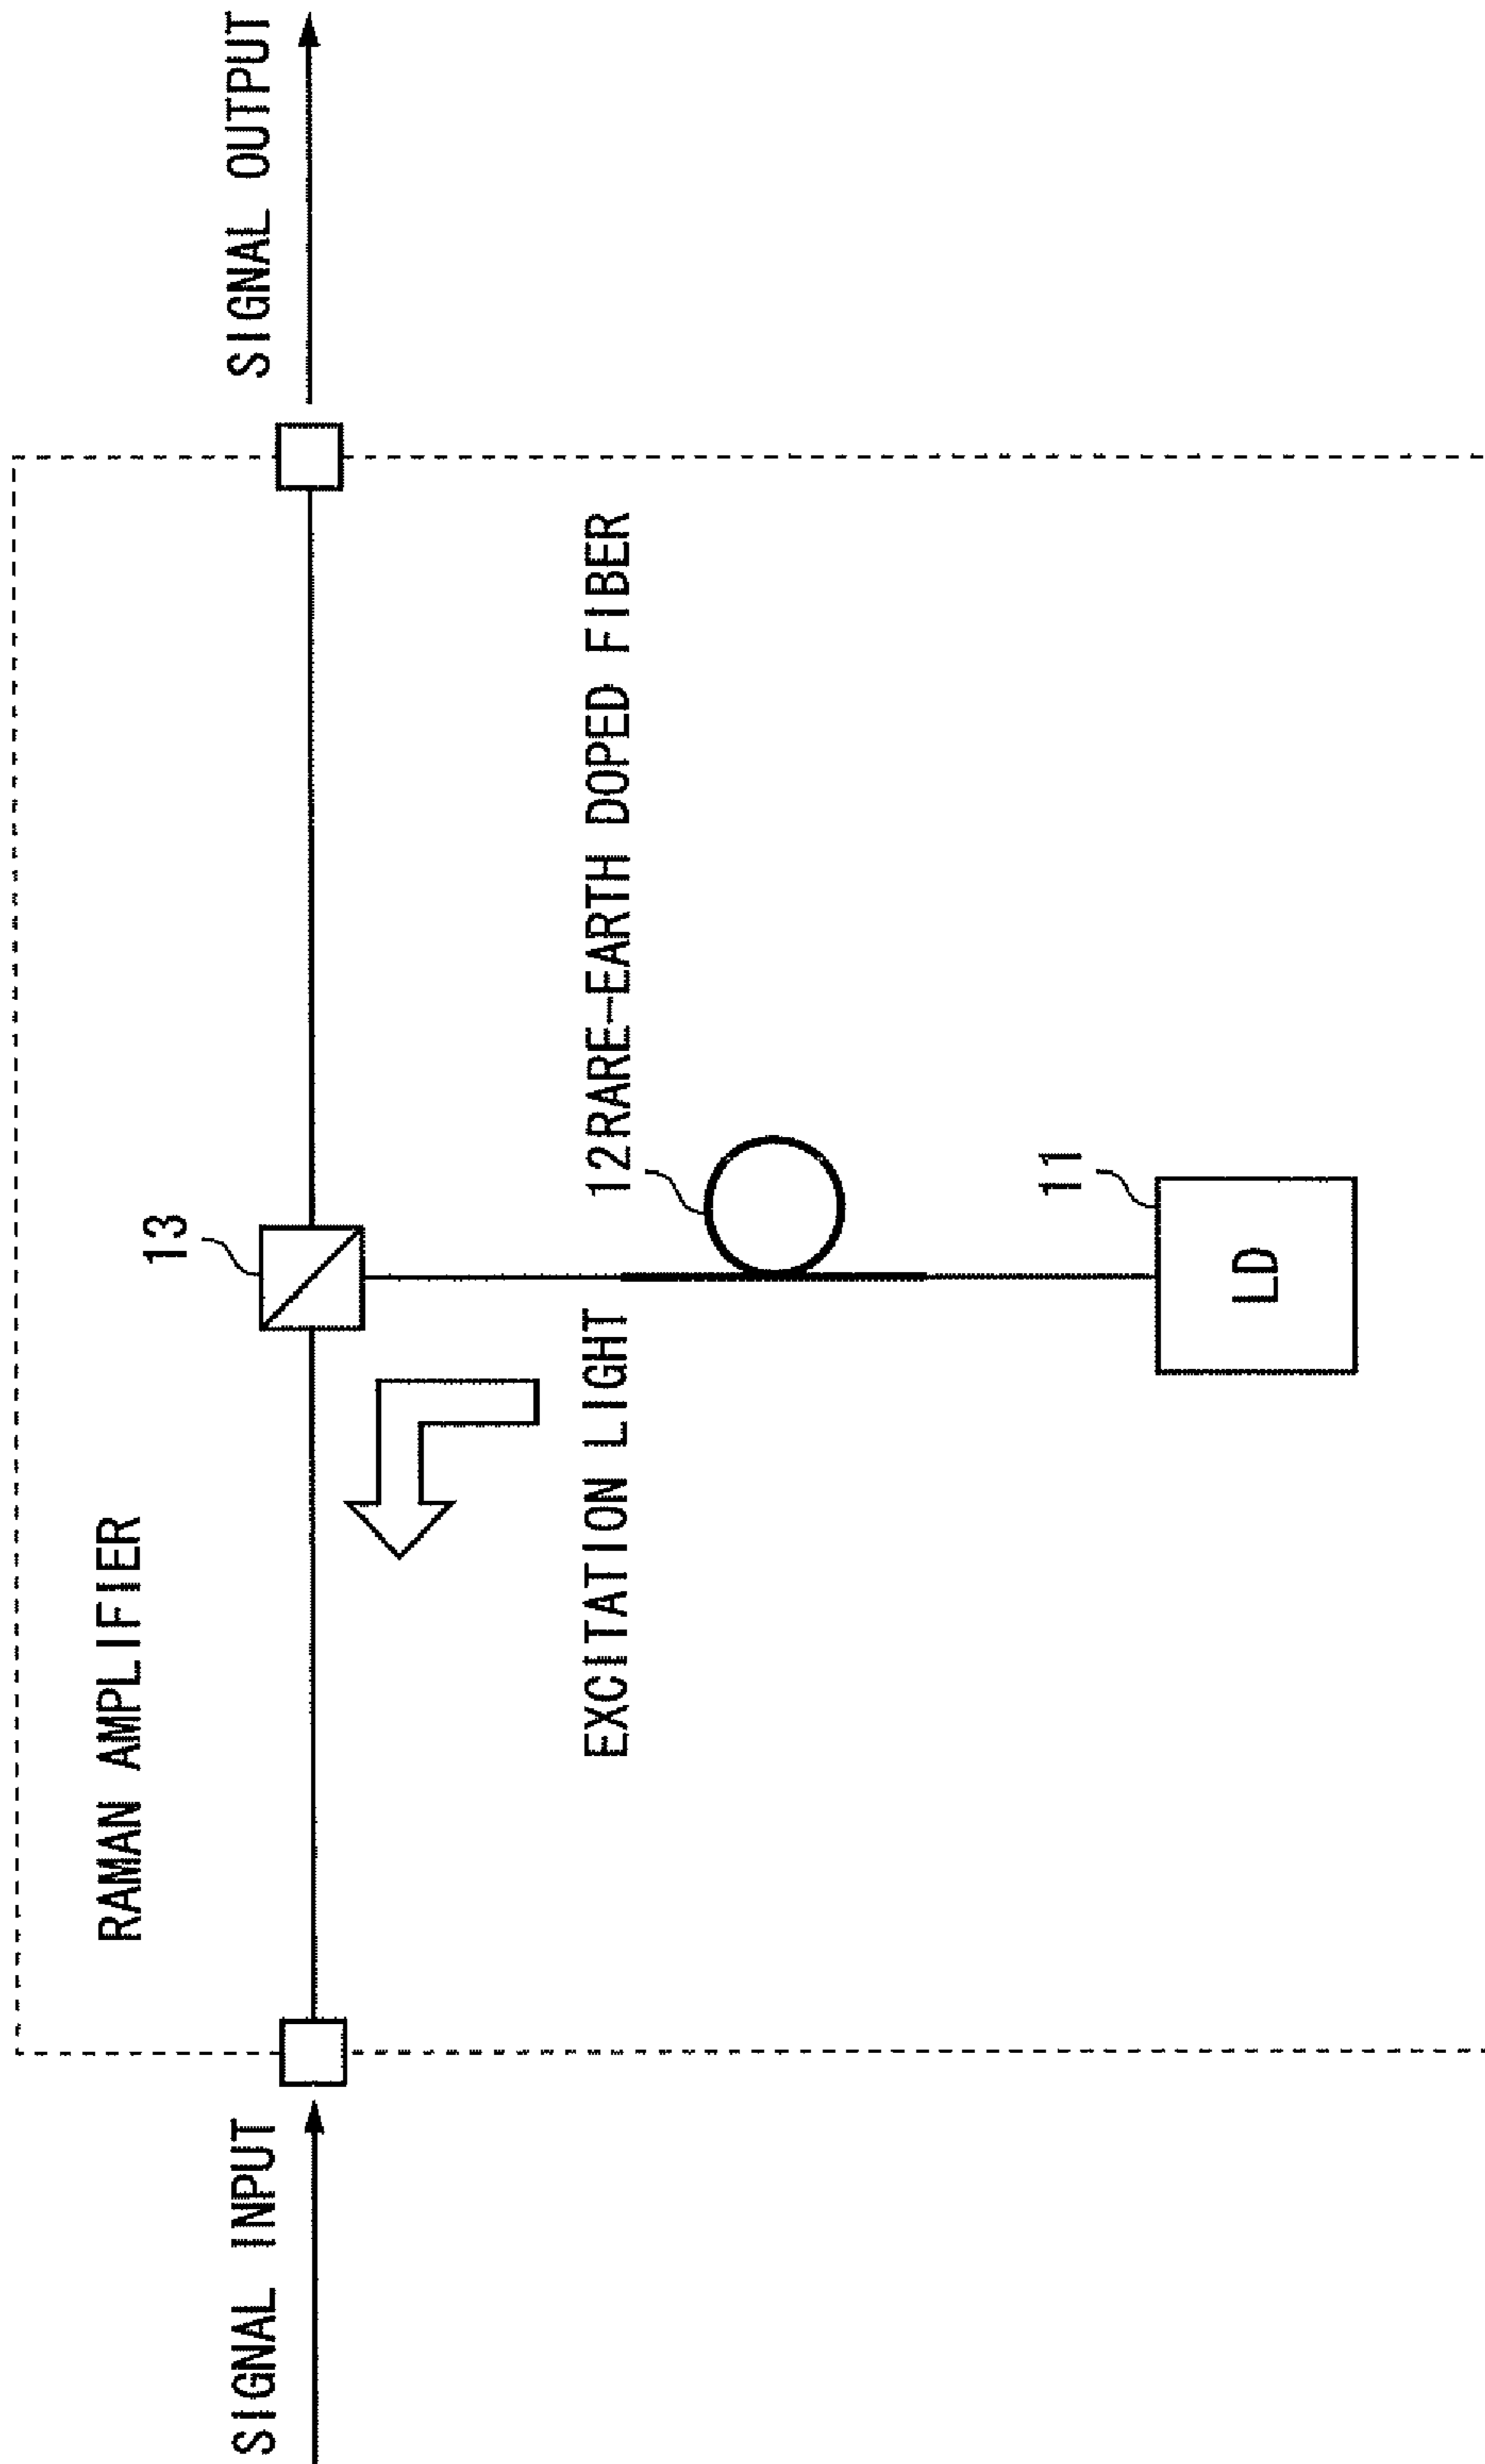 RAMAN AMPLIFIER
13
SIGNAL INPUT
SIGNAL OUTPUT
EXCITATION LIGHT
12RARE-EARTH DOPED FIBER
11
LD